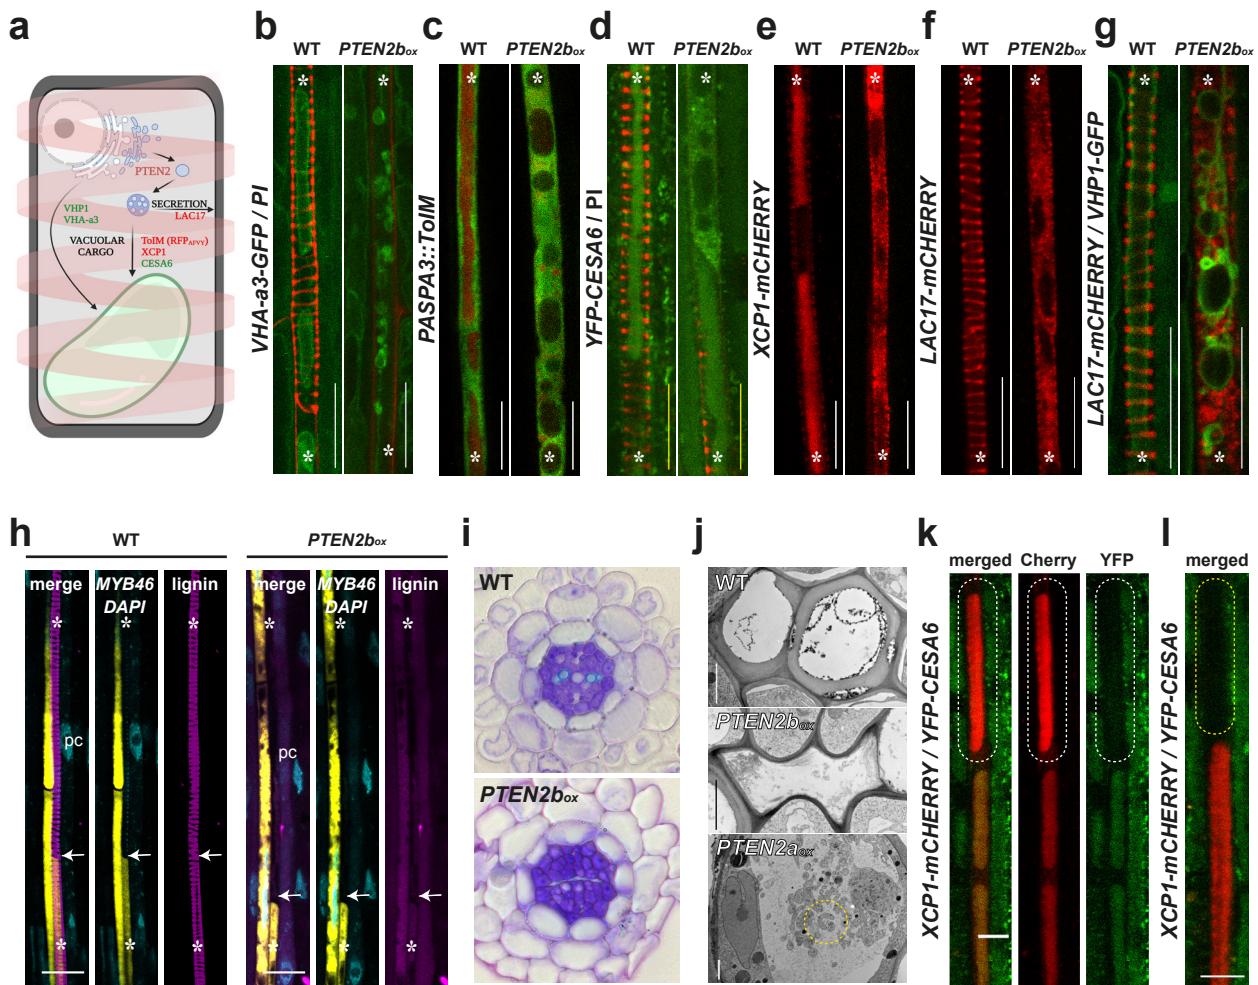 a
PTEN2
VHP1
VHA-a3
SECRETION
LAC17
VACUOLAR
CARGO
ToIM (RFPAFVY)
XCP1
CESA6
b
WT
PTEN2box
VHA-a3-GFP / PI
*
*
*
*
c
WT
PTEN2box
PASPA3::ToIM
*
*
*
*
d
WT
PTEN2box
YFP-CESA6 / PI
*
*
*
*
e
WT
PTEN2box
XCP1-mCHERRY
*
*
*
*
f
WT
PTEN2box
LAC17-mCHERRY
*
*
*
*
g
WT
PTEN2box
LAC17-mCHERRY / VHP1-GFP
*
*
*
*
h
WT
merge
MYB46
DAPI
lignin
*
*
*
pc
*
*
*
PTEN2box
merge
MYB46
DAPI
lignin
*
*
*
pc
*
*
*
i
WT
PTEN2box
j
WT
PTEN2box
PTEN2aox
k
merged
Cherry
YFP
XCP1-mCHERRY / YFP-CESA6
l
merged
XCP1-mCHERRY / YFP-CESA6